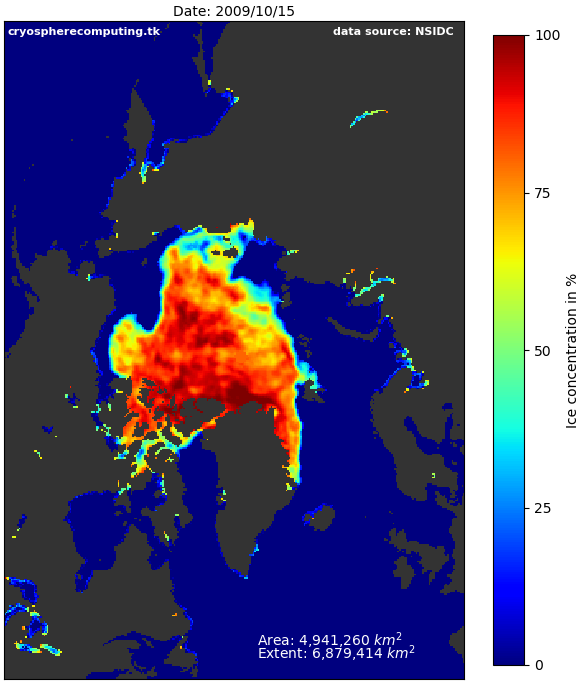 Date: 2009/10/15
cryospherecomputing.tk data source: NSIDC
100
75
50
25
0
Ice concentration in %
Area: 4,941,260 km²
Extent: 6,879,414 km²